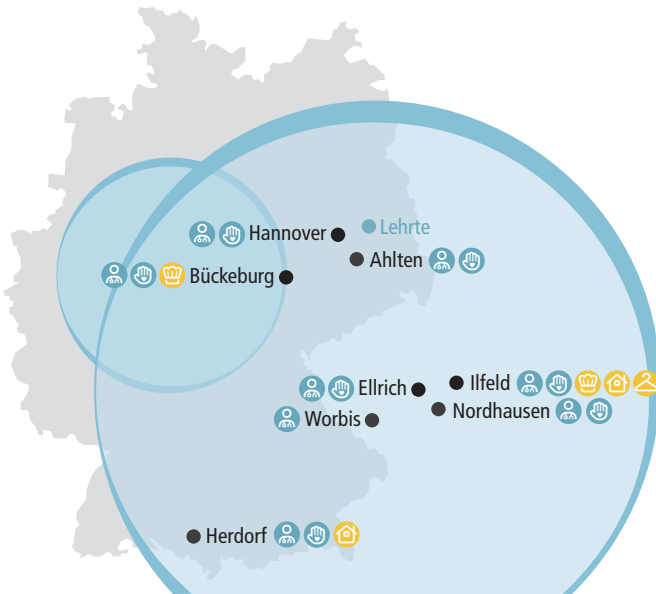 Lehrte
Hannover
Ahlten
Bückeburg
Ilfeld
Ellrich
Nordhausen
Worbis
Herdorf